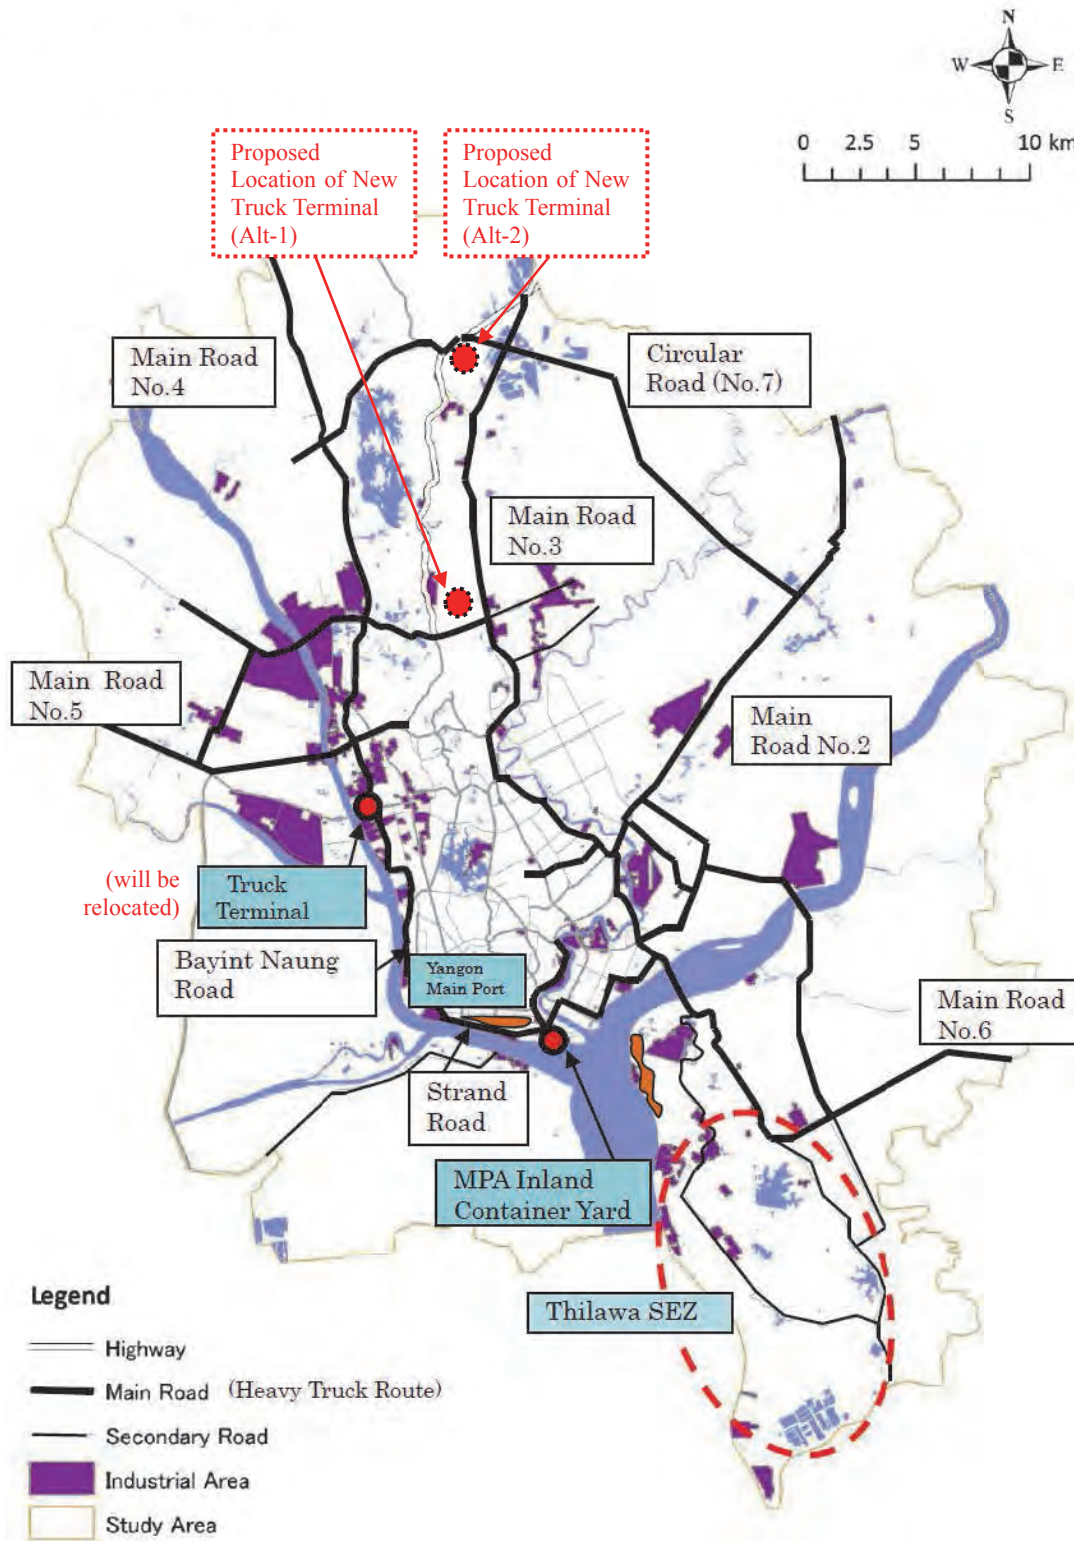 N
W
E
S
0 2.5 5 10 km
Proposed
Location of New
Truck Terminal
(Alt-1)
Proposed
Location of New
Truck Terminal
(Alt-2)
Main Road
No.4
Circular
Road (No.7)
Main Road
No.3
Main Road
No.5
Main
Road No.2
(will be
relocated)
Truck
Terminal
Bayint Naung
Road
Yangon
Main Port
Main Road
No.6
Strand
Road
MPA Inland
Container Yard
Thilawa SEZ
Legend
Highway
Main Road (Heavy Truck Route)
Secondary Road
Industrial Area
Study Area